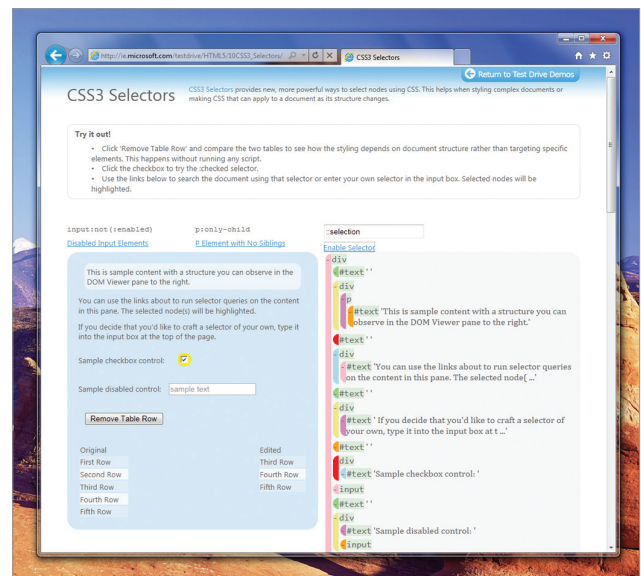 http://ie.microsoft.com/testdrive/HTML5/10CSS3_Selectors/
CSS3 Selectors
Return to Test Drive Demos
CSS3 Selectors
CSS3 Selectors provides new, more powerful ways to select nodes using CSS. This helps when styling complex documents or
making CSS that can apply to a document as its structure changes.
Try it out!
• Click 'Remove Table Row' and compare the two tables to see how the styling depends on document structure rather than targeting specific
elements. This happens without running any script.
• Click the checkbox to try the :checked selector.
• Use the links below to search the document using that selector or enter your own selector in the input box. Selected nodes will be
highlighted.
input:not(:enabled)
p:only-child
::selection
Disabled Input Elements
P Element with No Siblings
Enable Selector
This is sample content with a structure you can observe in the
DOM Viewer pane to the right.
You can use the links about to run selector queries on the content
in this pane. The selected node(s) will be highlighted.
If you decide that you'd like to craft a selector of your own, type it
into the input box at the top of the page.
Sample checkbox control:
Sample disabled control:
sample text
Remove Table Row
Original
First Row
Second Row
Third Row
Fourth Row
Fifth Row
Edited
Third Row
Fourth Row
Fifth Row
-div
#text ''
-div
-p
-#text 'This is sample content with a structure you can
observe in the DOM Viewer pane to the right.'
#text ''
-div
-#text 'You can use the links about to run selector queries
on the content in this pane. The selected node( ...'
#text ''
-div
#text ' If you decide that you'd like to craft a selector of
your own, type it into the input box at t ...'
#text ''
div
-#text 'Sample checkbox control: '
-input
#text ''
-div
#text 'Sample disabled control: '
input